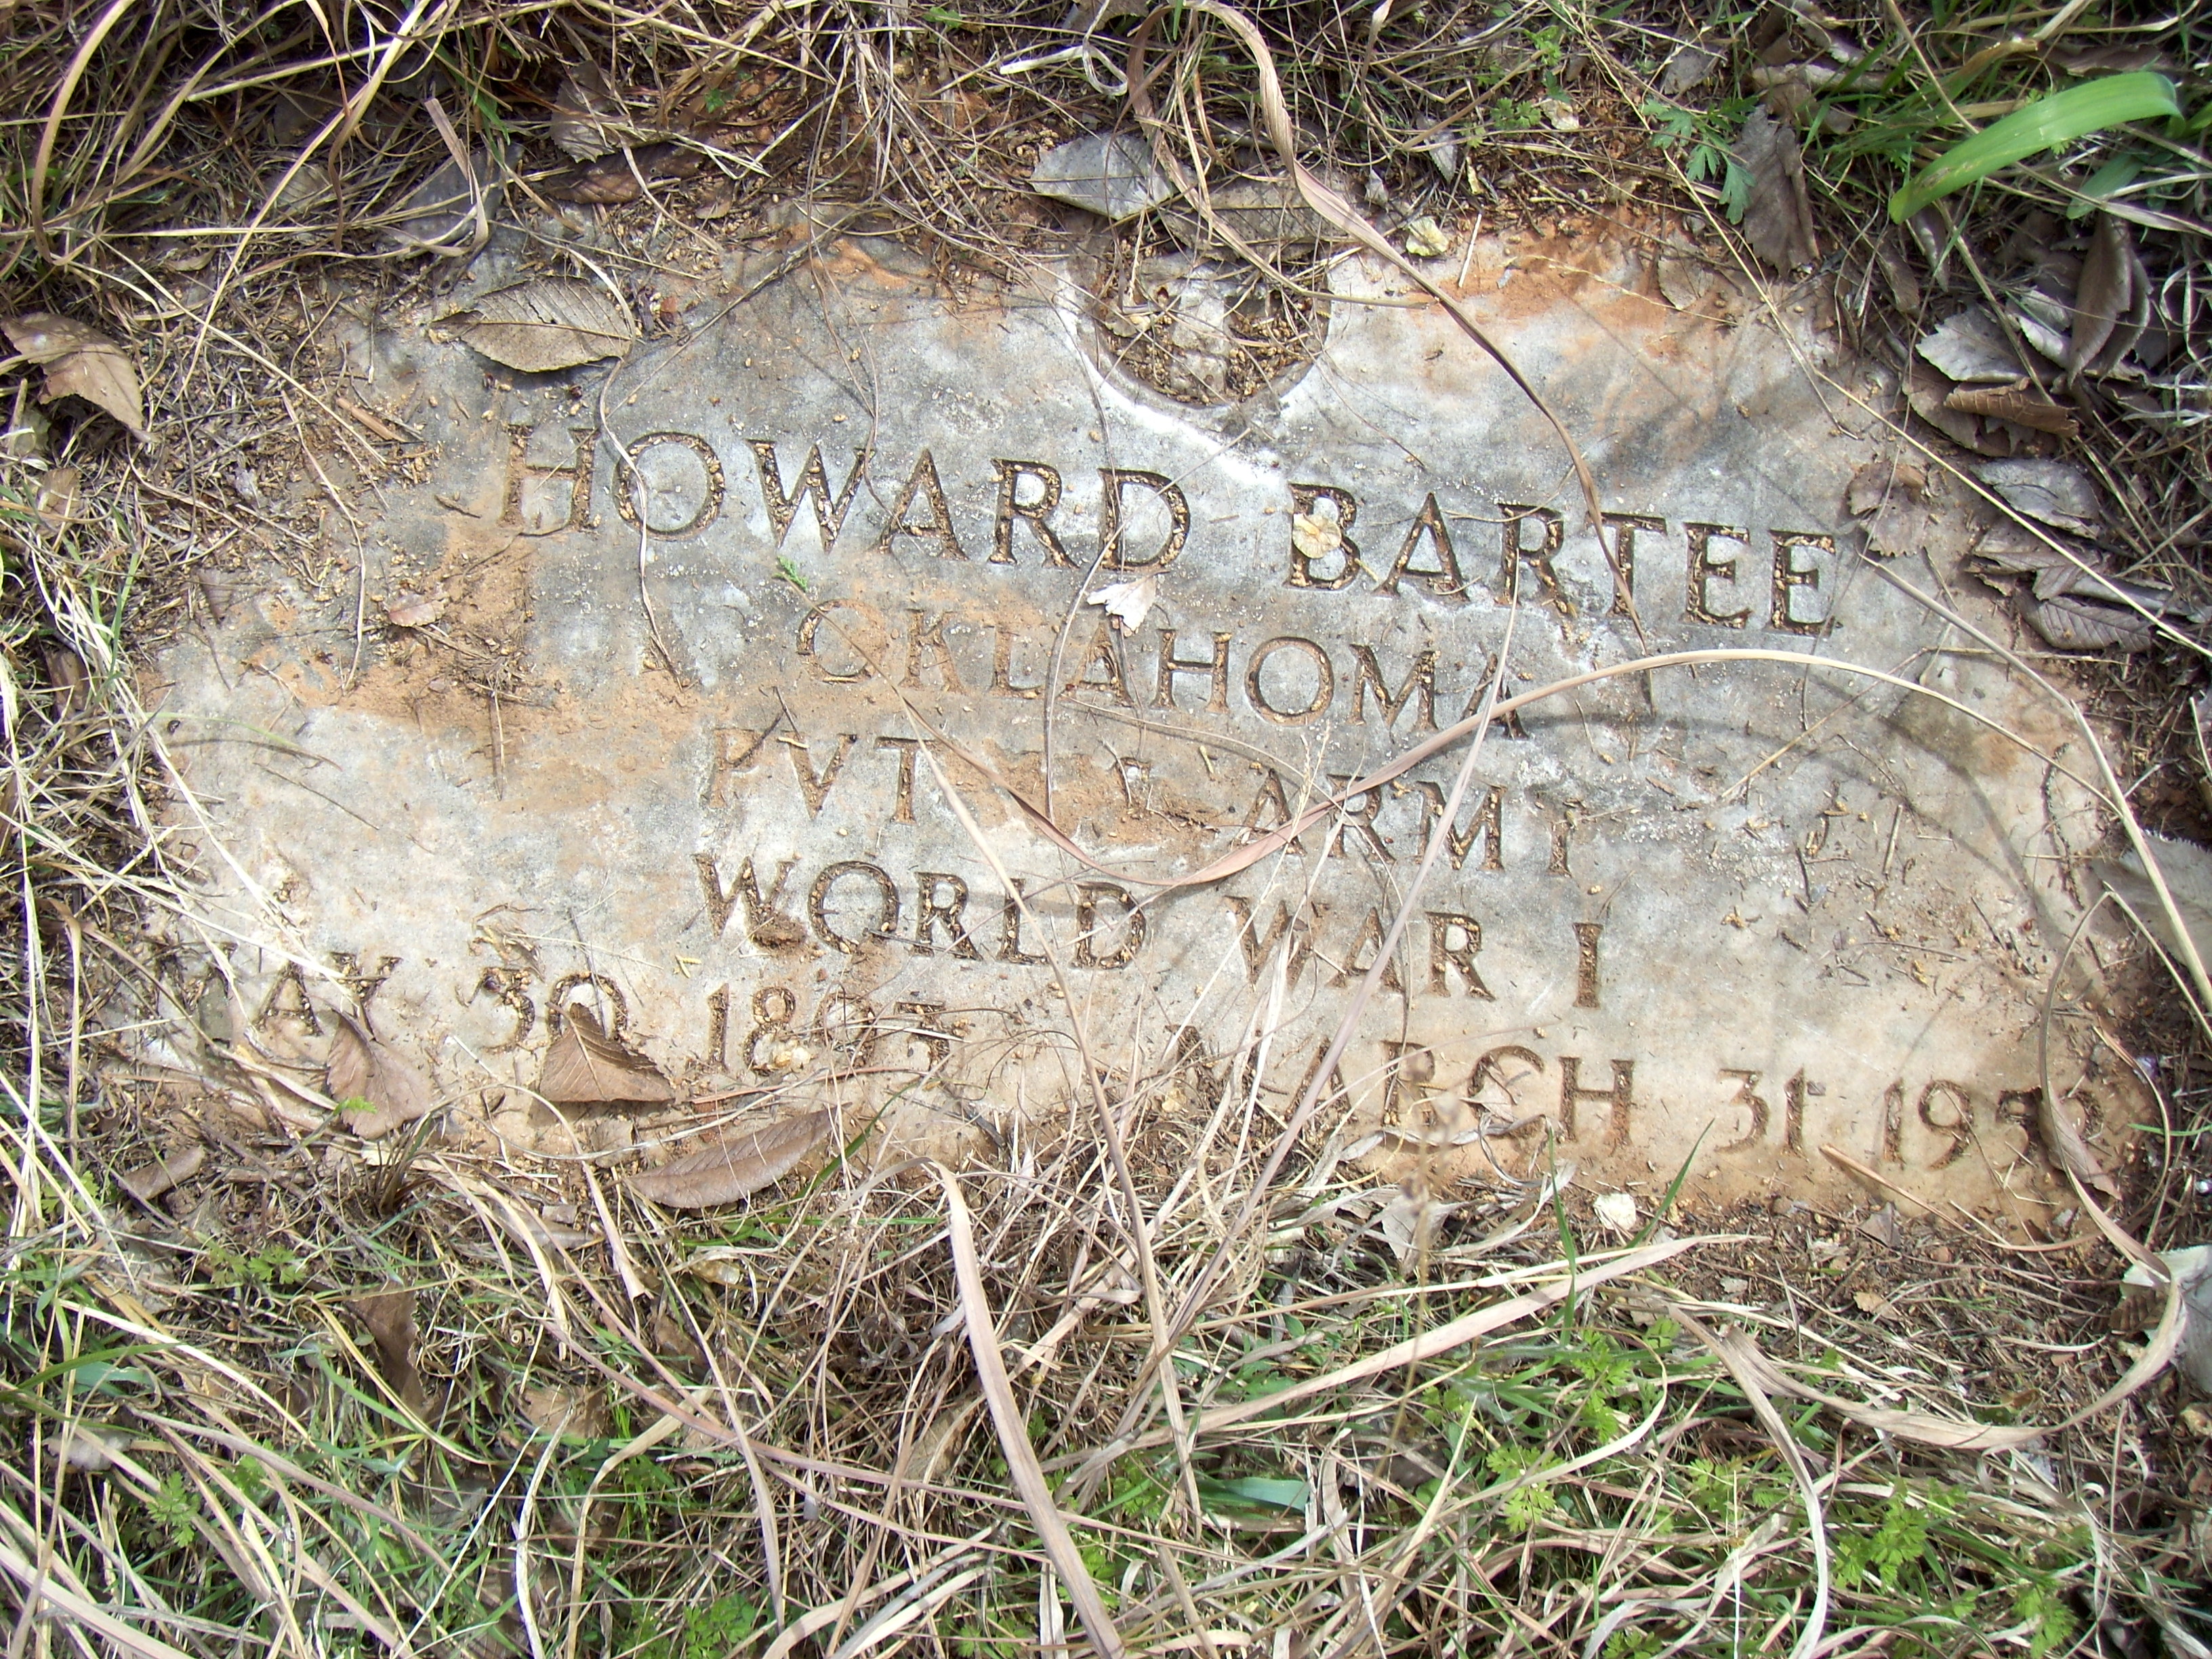 HOWARD BARTEE
OKLAHOMA
PVT ARMY
WORLD WAR I
MAY 30 MARCH 31